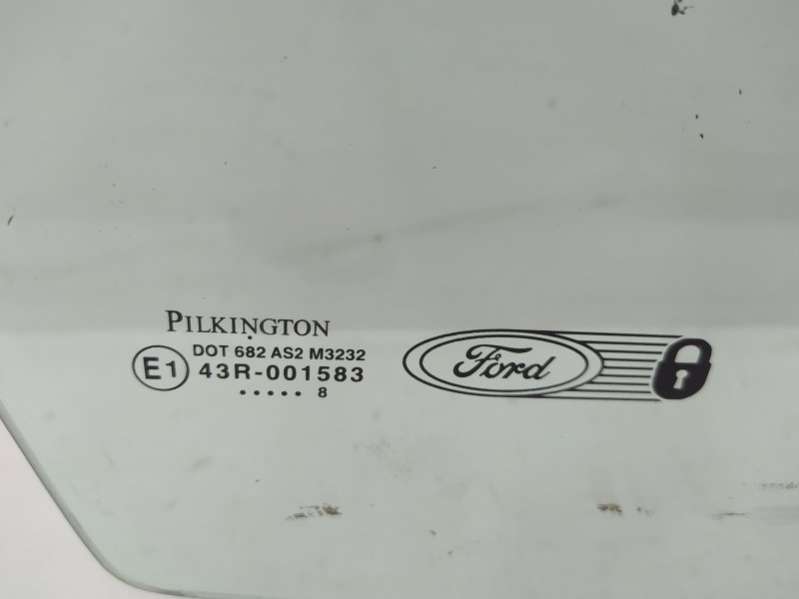 PILKINGTON
DOT 682 AS2 M3232
E1 43R-001583
..... 8
Ford